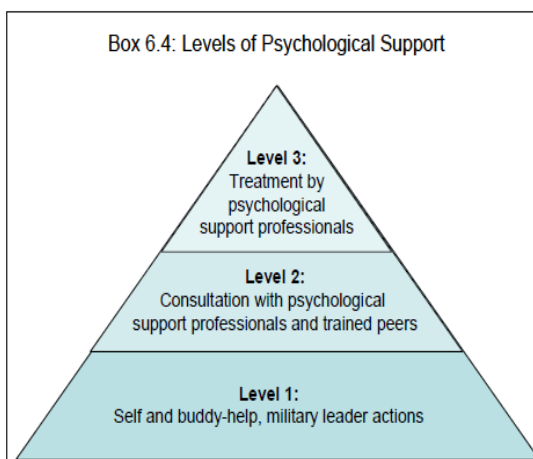 Box 6.4: Levels of Psychological Support
Level 3:
Treatment by
psychological
support professionals
Level 2:
Consultation with psychological
support professionals and trained peers
Level 1:
Self and buddy-help, military leader actions